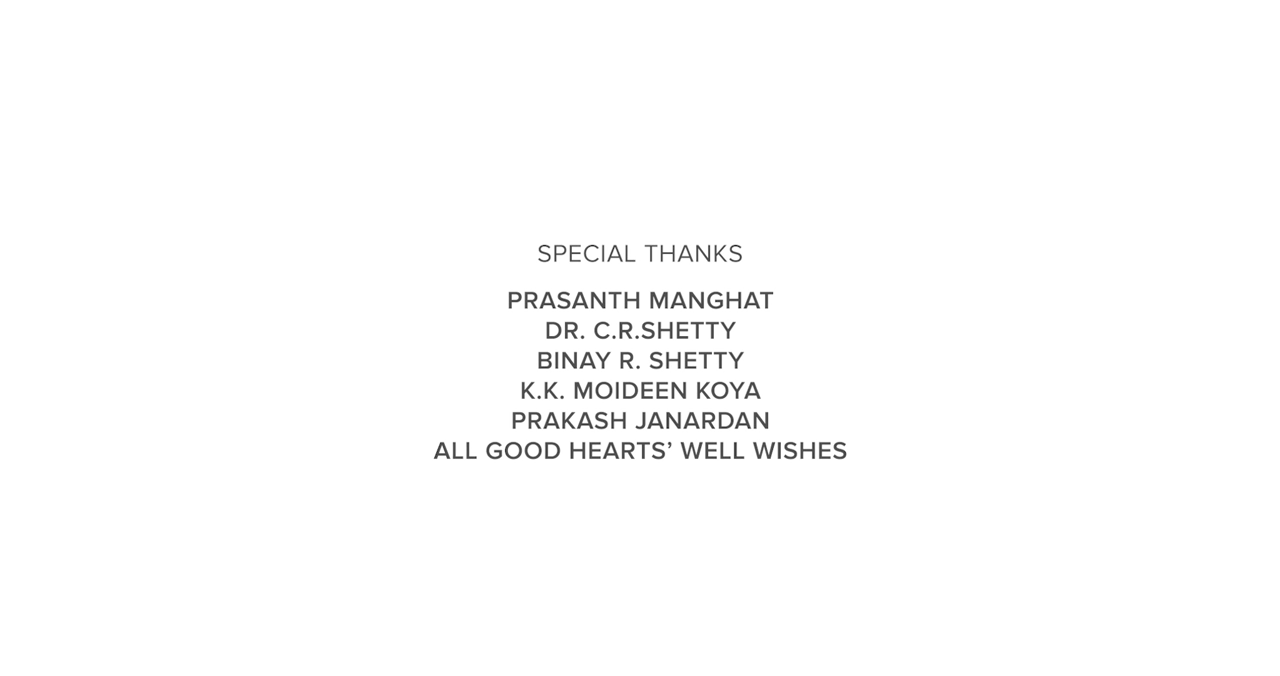 SPECIAL THANKS
PRASANTH MANGHAT
DR. C.R.SHETTY
BINAY R. SHETTY
K.K. MOIDEEN KOYA
PRAKASH JANARDAN
ALL GOOD HEARTS’ WELL WISHES